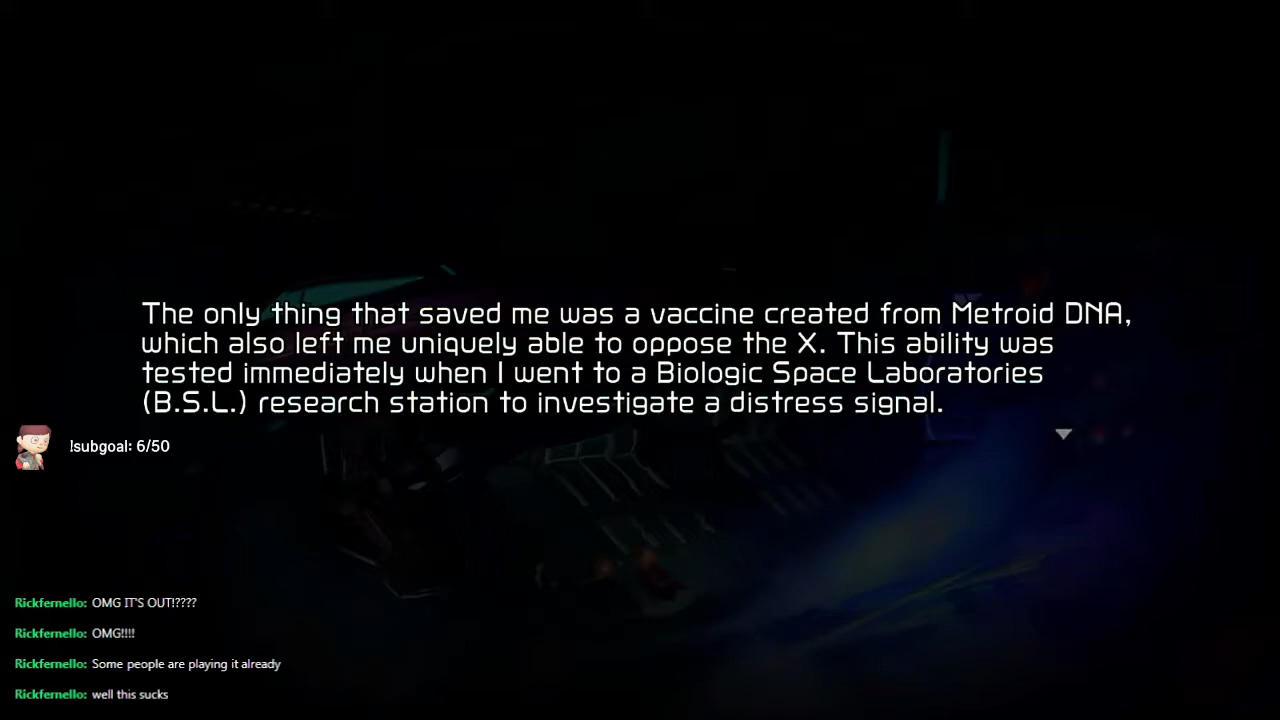 The only thing that saved me was a vaccine created from Metroid DNA,
which also left me uniquely able to oppose the X. This ability was
tested immediately when I went to a Biologic Space Laboratories
(B.S.L.) research station to investigate a distress signal.
!subgoal: 6/50
Rickfernello: OMG IT'S OUT!????
Rickfernello: OMG!!!!
Rickfernello: Some people are playing it already
Rickfernello: well this sucks